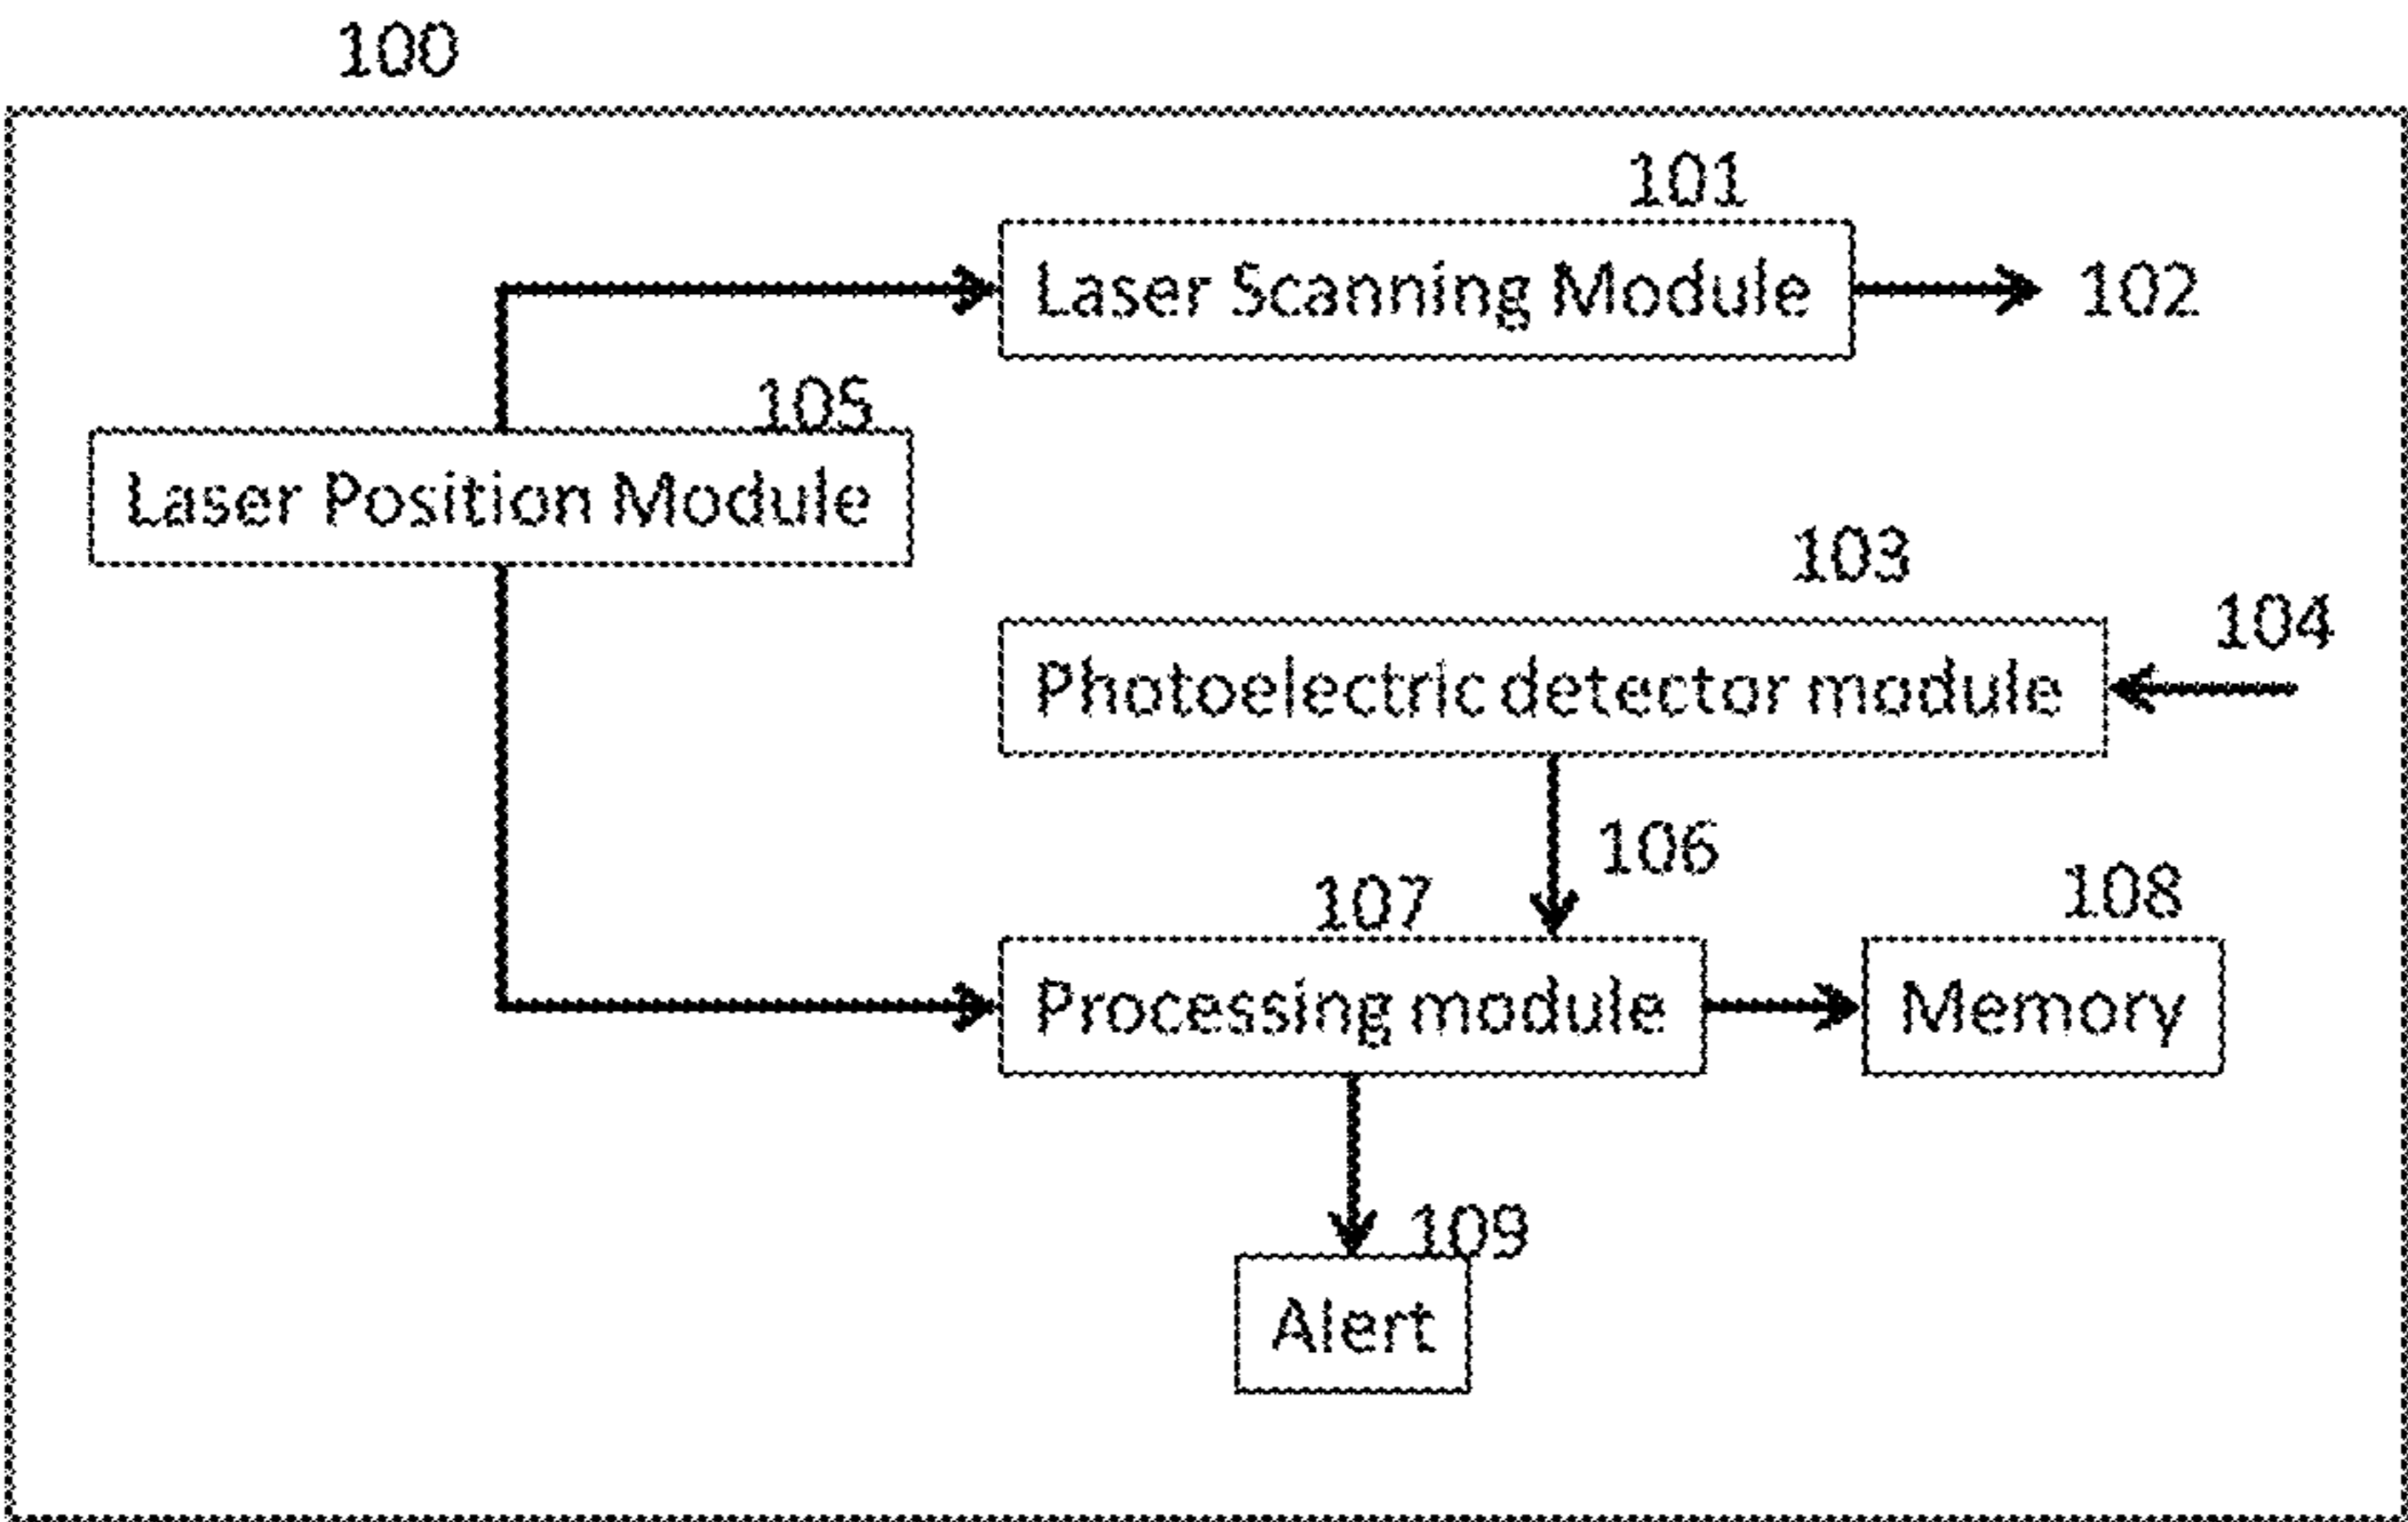 100
101
Laser Scanning Module
102
105
Laser Position Module
103
Photoelectric detector module
104
106
107
Processing module
108
Memory
109
Alert